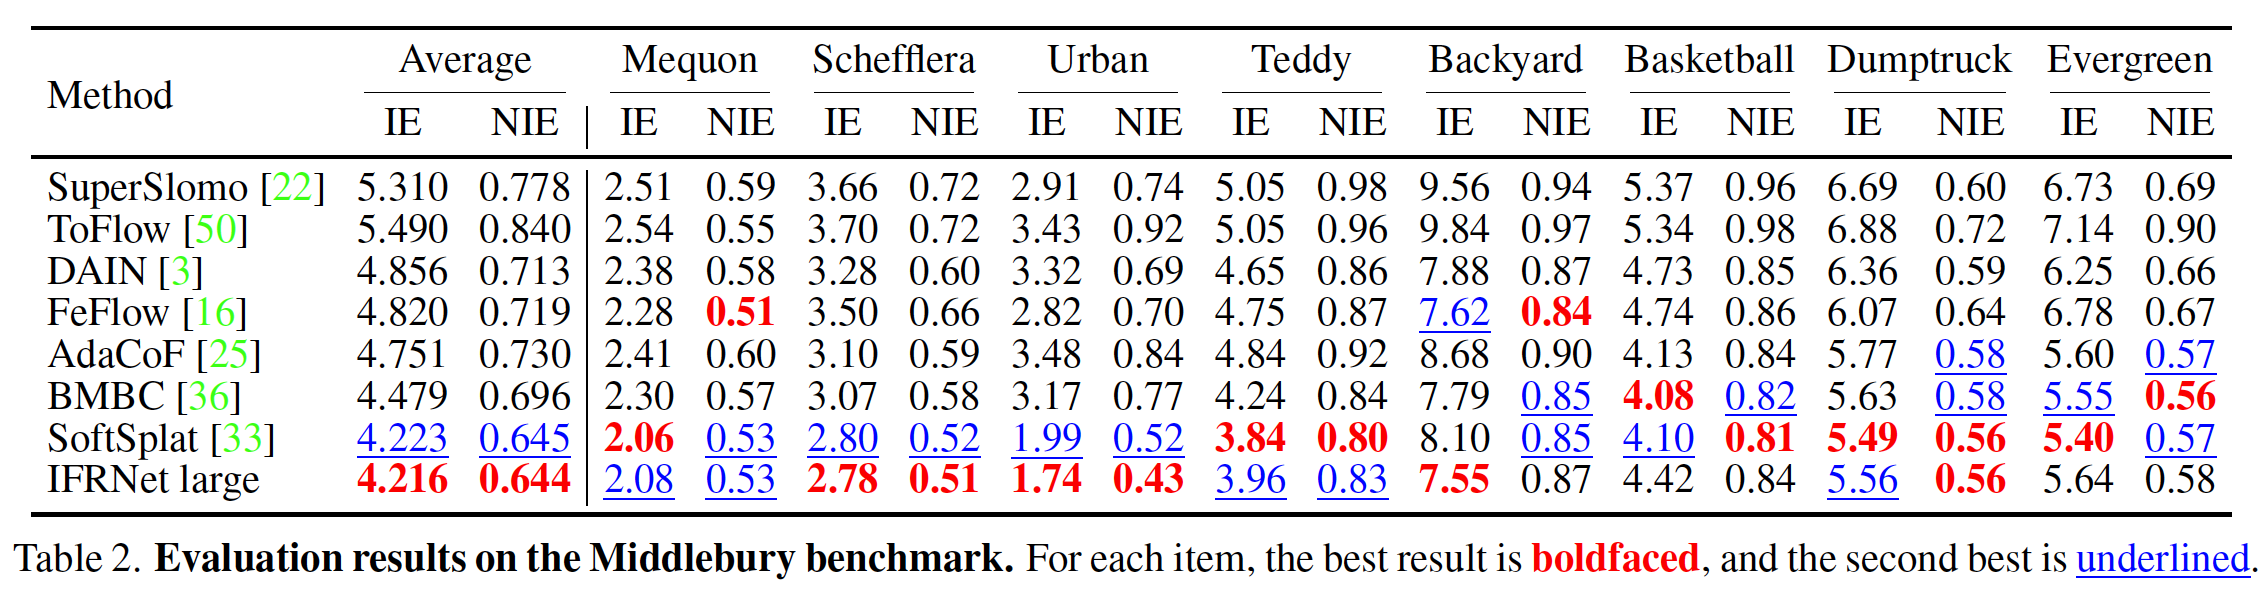 Method Average Mequon Schefflera Urban Teddy Backyard Basketball Dumptruck Evergreen
IE NIE IE NIE IE NIE IE NIE IE NIE IE NIE IE NIE IE NIE IE NIE
SuperSlomo [22] 5.310 0.778 2.51 0.59 3.66 0.72 2.91 0.74 5.05 0.98 9.56 0.94 5.37 0.96 6.69 0.60 6.73 0.69
ToFlow [50] 5.490 0.840 2.54 0.55 3.70 0.72 3.43 0.92 5.05 0.96 9.84 0.97 5.34 0.98 6.88 0.72 7.14 0.90
DAIN [3] 4.856 0.713 2.38 0.58 3.28 0.60 3.32 0.69 4.65 0.86 7.88 0.87 4.73 0.85 6.36 0.59 6.25 0.66
FeFlow [16] 4.820 0.719 2.28 0.51 3.50 0.66 2.82 0.70 4.75 0.87 7.62 0.84 4.74 0.86 6.07 0.64 6.78 0.67
AdaCoF [25] 4.751 0.730 2.41 0.60 3.10 0.59 3.48 0.84 4.84 0.92 8.68 0.90 4.13 0.84 5.77 0.58 5.60 0.57
BMBC [36] 4.479 0.696 2.30 0.57 3.07 0.58 3.17 0.77 4.24 0.84 7.79 0.85 4.08 0.82 5.63 0.58 5.55 0.56
SoftSplat [33] 4.223 0.645 2.06 0.53 2.80 0.52 1.99 0.52 3.84 0.80 8.10 0.85 4.10 0.81 5.49 0.56 5.40 0.57
IFRNet large 4.216 0.644 2.08 0.53 2.78 0.51 1.74 0.43 3.96 0.83 7.55 0.87 4.42 0.84 5.56 0.56 5.64 0.58
Table 2. Evaluation results on the Middlebury benchmark. For each item, the best result is boldfaced, and the second best is underlined.